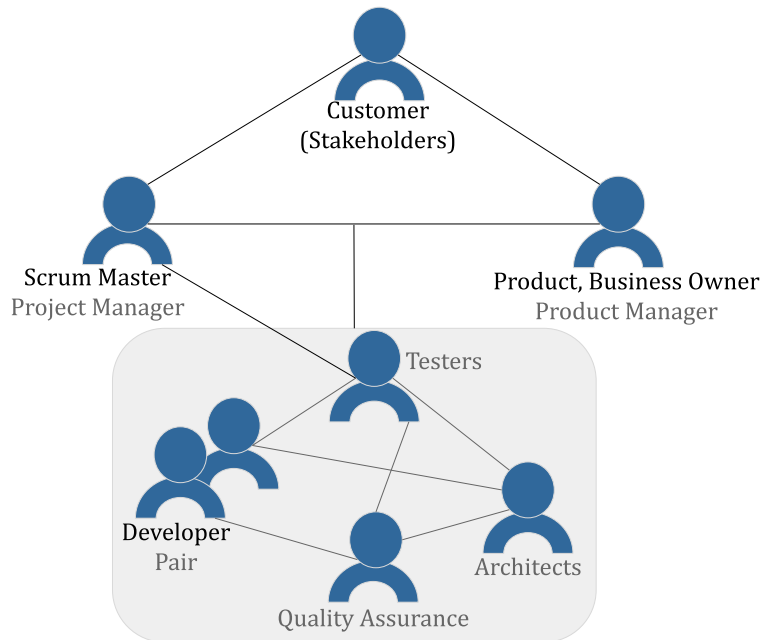 Customer
(Stakeholders)
Scrum Master
Project Manager
Product, Business Owner
Product Manager
Testers
Developer
Pair
Architects
Quality Assurance